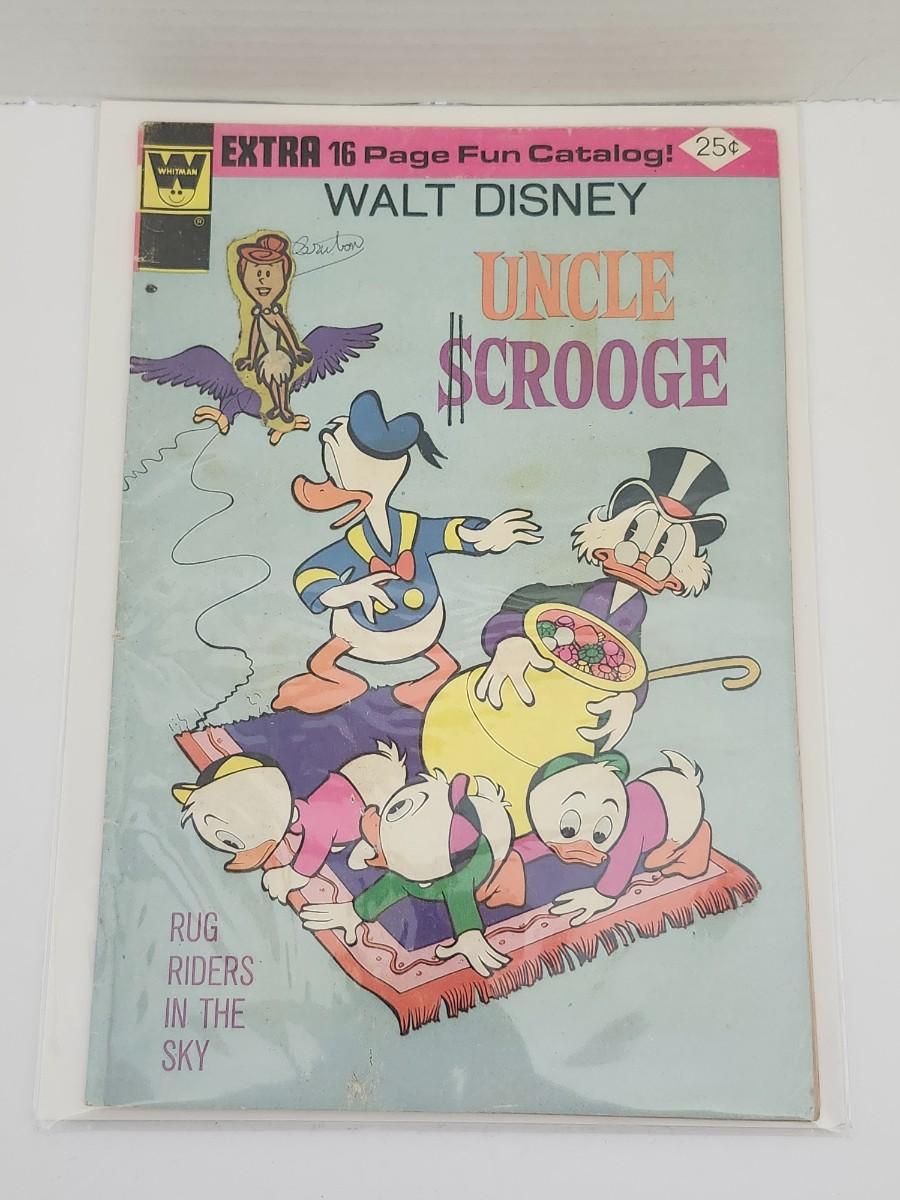 EXTRA 16 Page Fun Catalog! 25¢
WHITMAN
®
WALT DISNEY
UNCLE
$CROOGE
RUG
RIDERS
IN THE
SKY